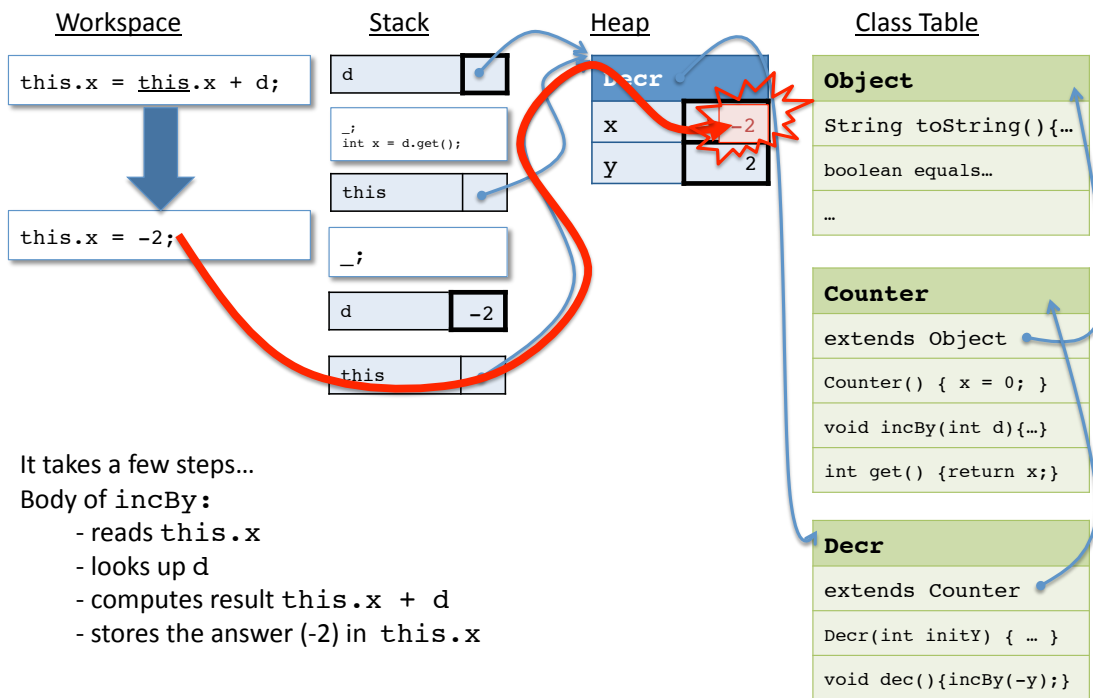 Workspace
this.x = this.x + d;
this.x = -2;
Stack
d
_;
int x = d.get();
this
_;
d -2
this
Heap
Decr
x -2
y 2
Class Table
Object
String toString(){…
boolean equals…
…
Counter
extends Object
Counter() { x = 0; }
void incBy(int d){…}
int get() {return x;}
Decr
extends Counter
Decr(int initY) { … }
void dec(){incBy(-y);}
It takes a few steps…
Body of incBy:
- reads this.x
- looks up d
- computes result this.x + d
- stores the answer (-2) in this.x